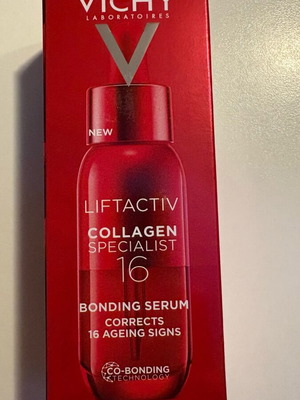 VICHY
LABORATOIRES
NEW
LIFTACTIV
COLLAGEN
SPECIALIST
16
BONDING SERUM
CORRECTS
16 AGEING SIGNS
CO-BONDING
TECHNOLOGY